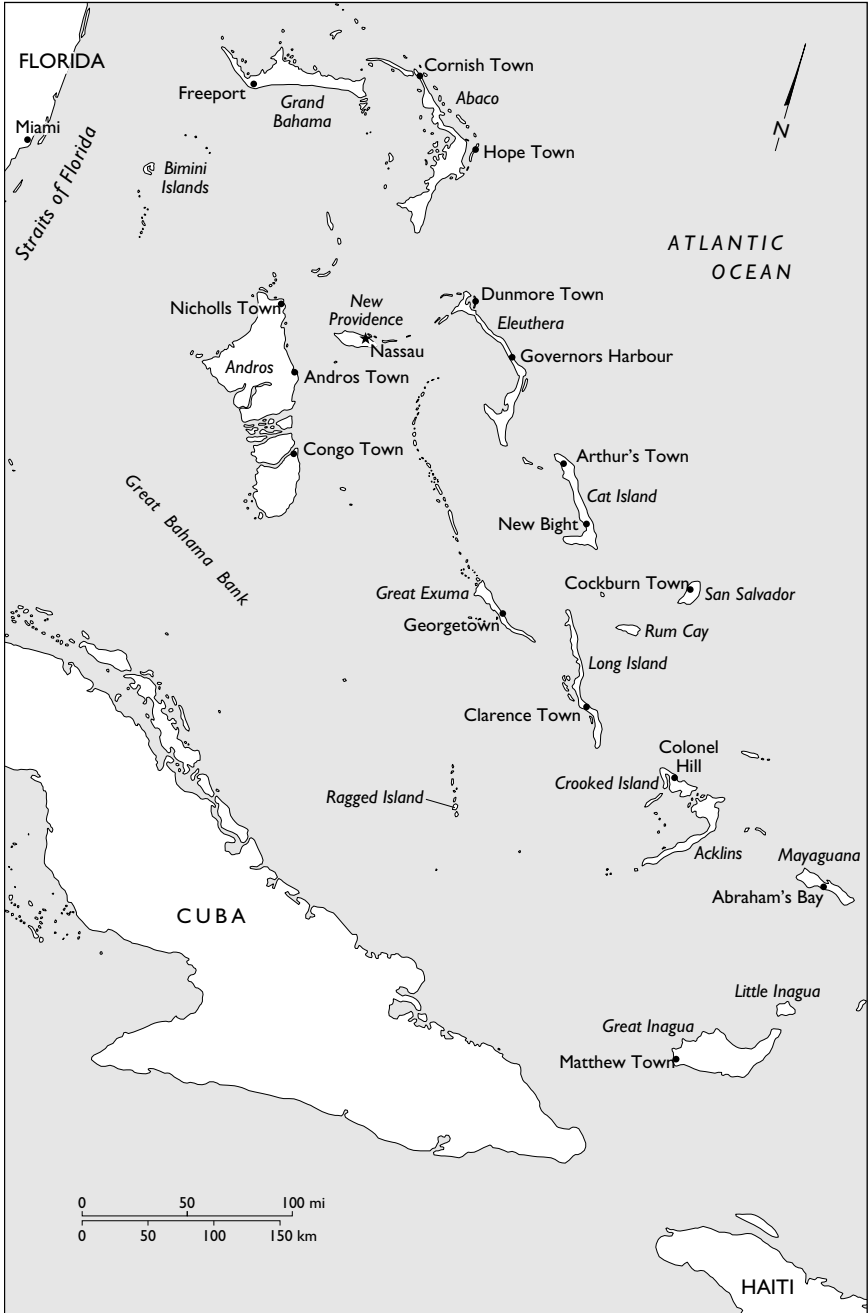 FLORIDA
Miami
Straits of Florida
Freeport
Grand
Bahama
Cornish Town
Abaco
Hope Town
Bimini
Islands
N
ATLANTIC
OCEAN
Nicholls Town
New
Providence
Nassau
Dunmore Town
Eleuthera
Governors Harbour
Andros
Andros Town
Congo Town
Arthur's Town
Cat Island
New Bight
Great Bahama Bank
Cockburn Town
San Salvador
Great Exuma
Georgetown
Rum Cay
Long Island
Clarence Town
Colonel
Hill
Crooked Island
Ragged Island
Acklins
Mayaguana
Abraham's Bay
CUBA
Little Inagua
Great Inagua
Matthew Town
0 50 100 mi
0 50 100 150 km
HAITI